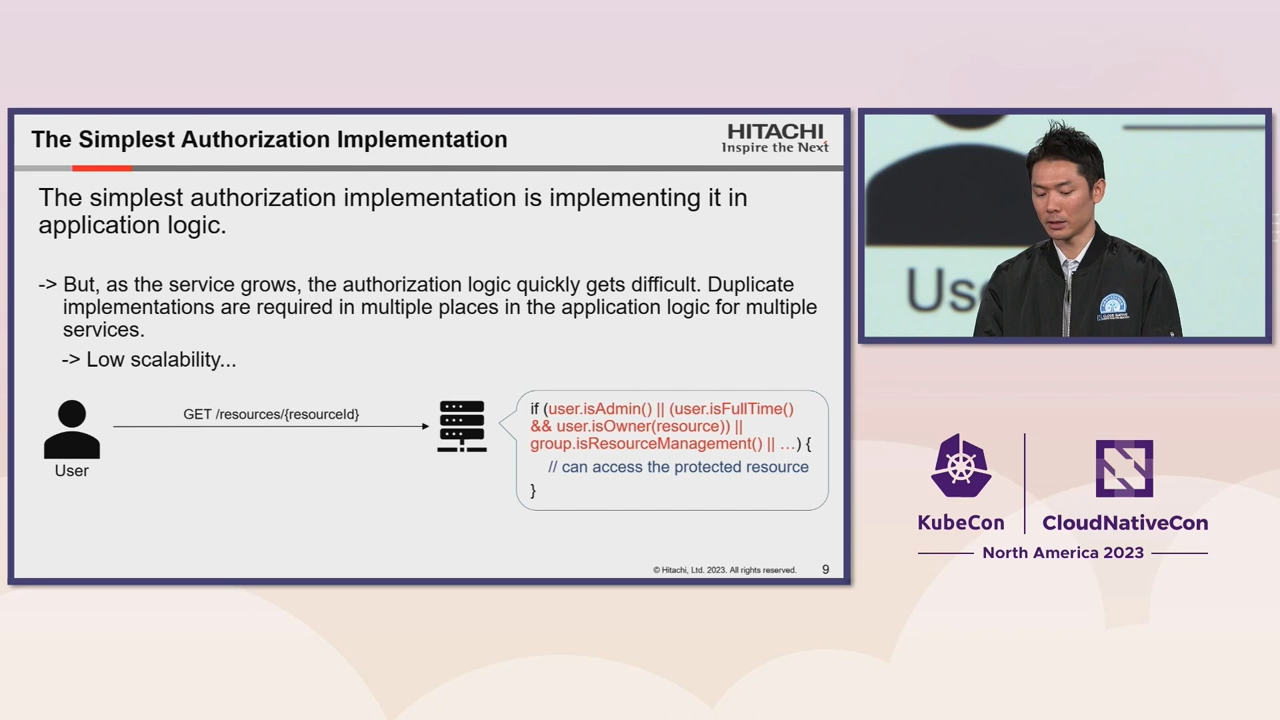 The Simplest Authorization Implementation
HITACHI
Inspire the Next
The simplest authorization implementation is implementing it in
application logic.
-> But, as the service grows, the authorization logic quickly gets difficult. Duplicate
implementations are required in multiple places in the application logic for multiple
services.
-> Low scalability...
GET /resources/{resourceId}
User
if (user.isAdmin() || (user.isFullTime()
&& user.isOwner(resource)) ||
group.isResourceManagement() || …) {
// can access the protected resource
}
© Hitachi, Ltd. 2023. All rights reserved.
9
Use
KubeCon
CloudNativeCon
North America 2023